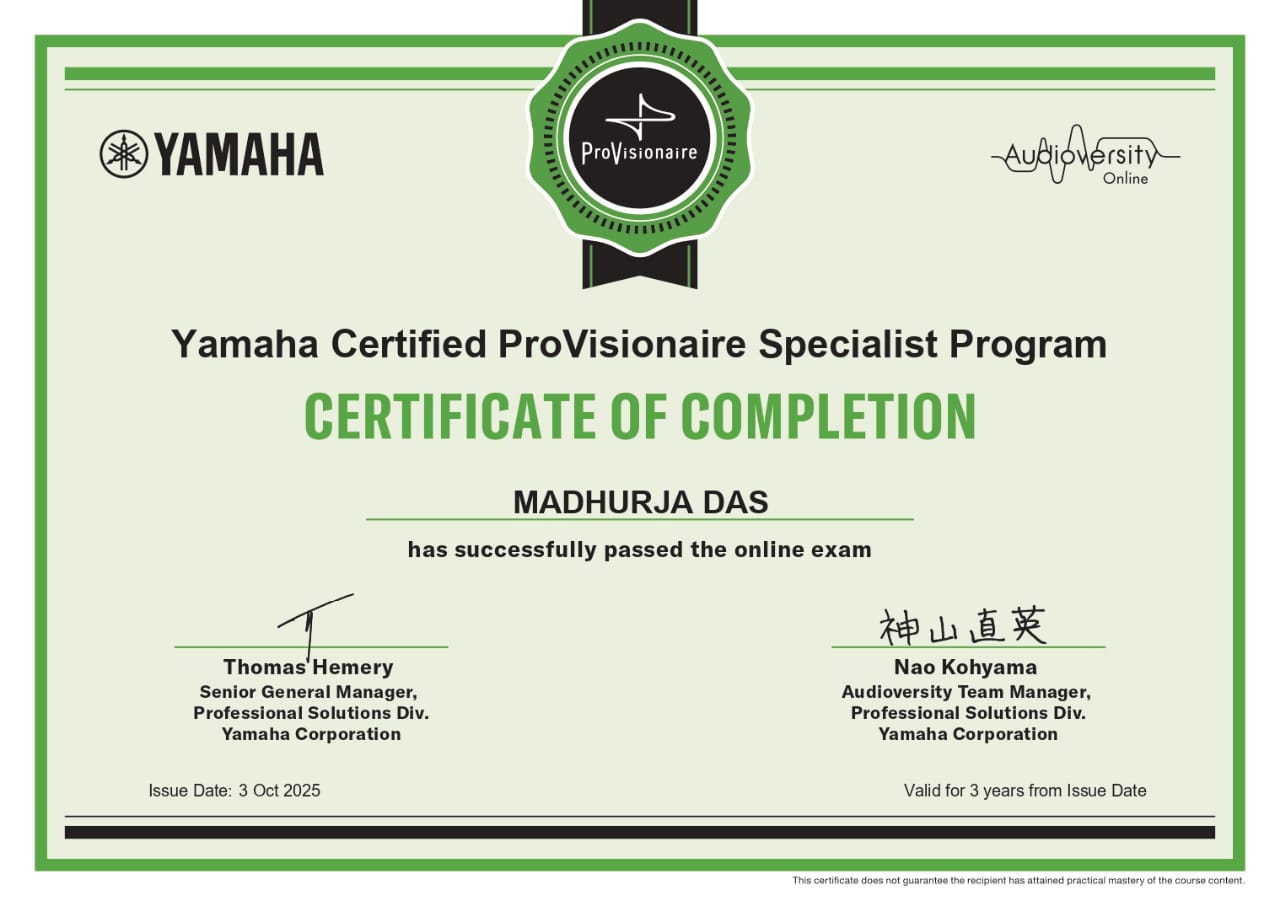 YAMAHA
ProVisionaire
Audioversity
Online
Yamaha Certified ProVisionaire Specialist Program
CERTIFICATE OF COMPLETION
MADHURJA DAS
has successfully passed the online exam
神山直英
Thomas Hemery
Senior General Manager,
Professional Solutions Div.
Yamaha Corporation
Nao Kohyama
Audioversity Team Manager,
Professional Solutions Div.
Yamaha Corporation
Issue Date: 3 Oct 2025
Valid for 3 years from Issue Date
This certificate does not guarantee the recipient has attained practical mastery of the course content.